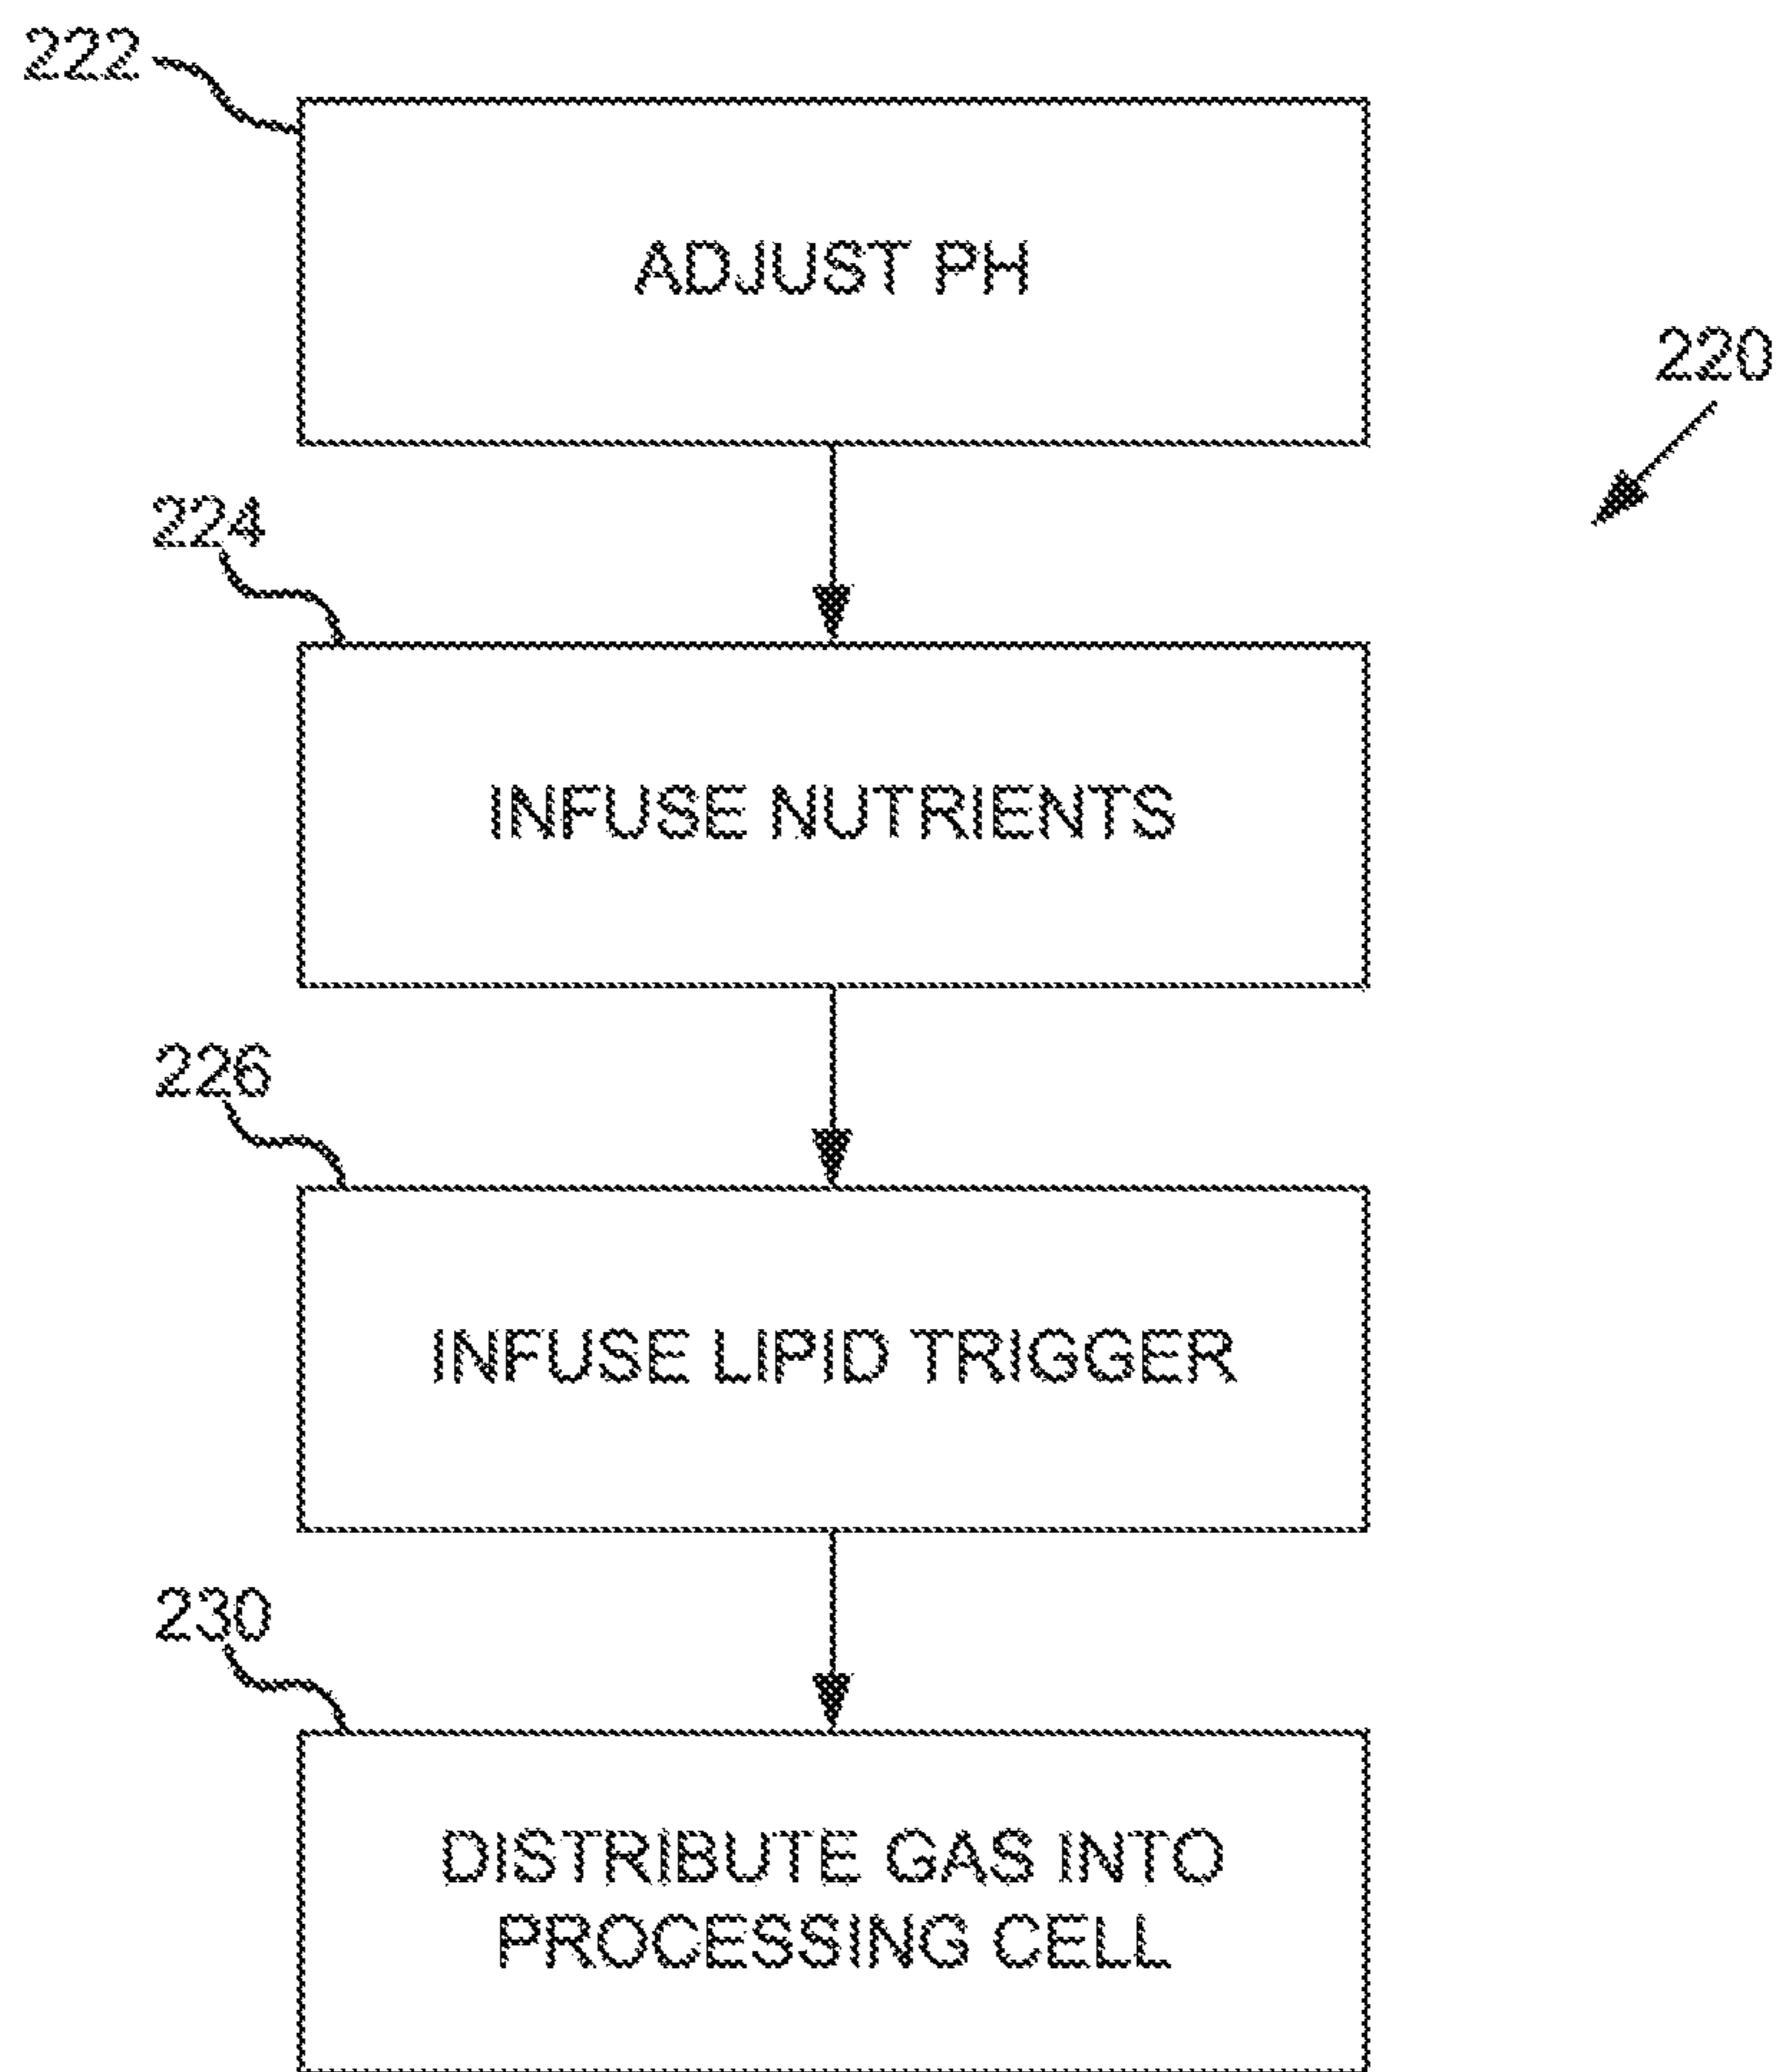 222
ADJUST PH
220
224
INFUSE NUTRIENTS
226
INFUSE LIPID TRIGGER
230
DISTRIBUTE GAS INTO
PROCESSING CELL